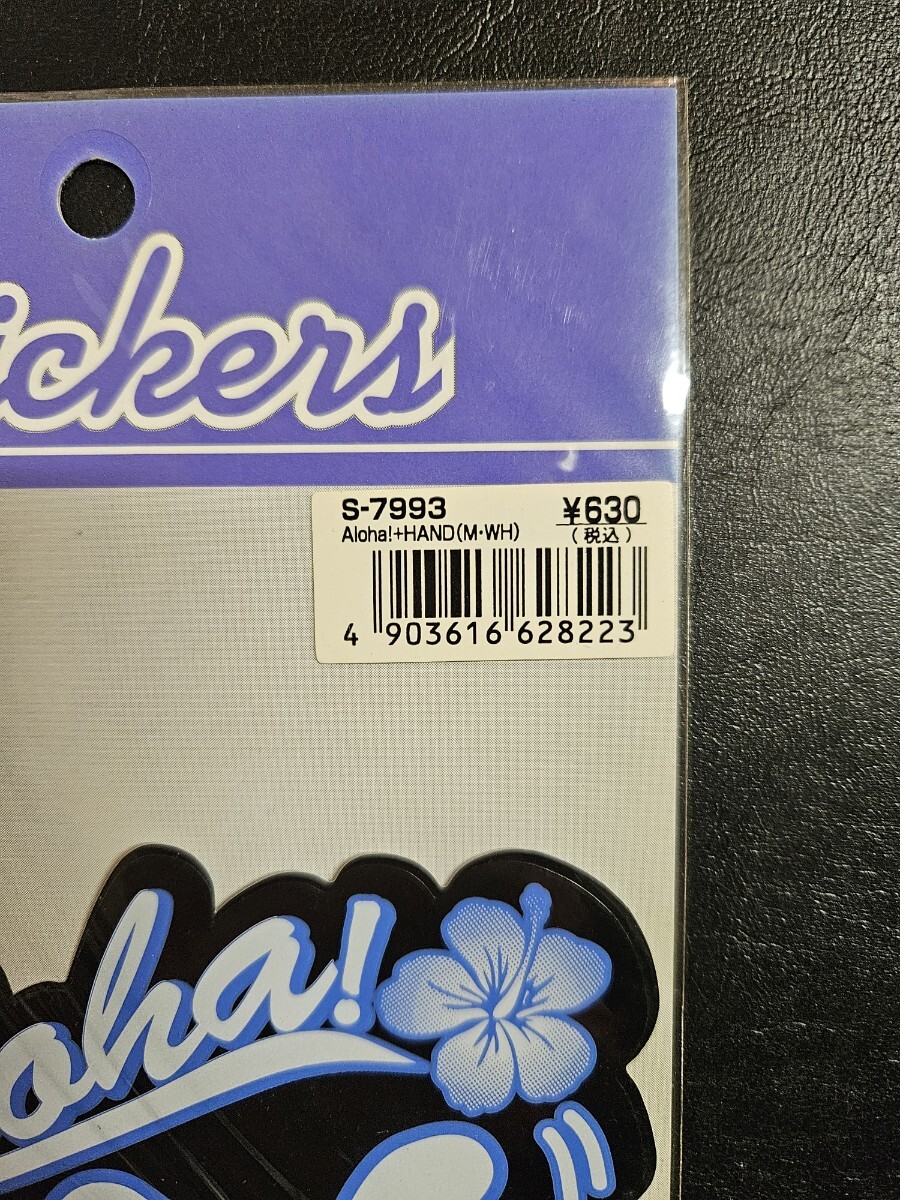 ickers
S-7993 ¥630
Aloha!+HAND(M·WH) (税込)
4 903616 628223
oha!